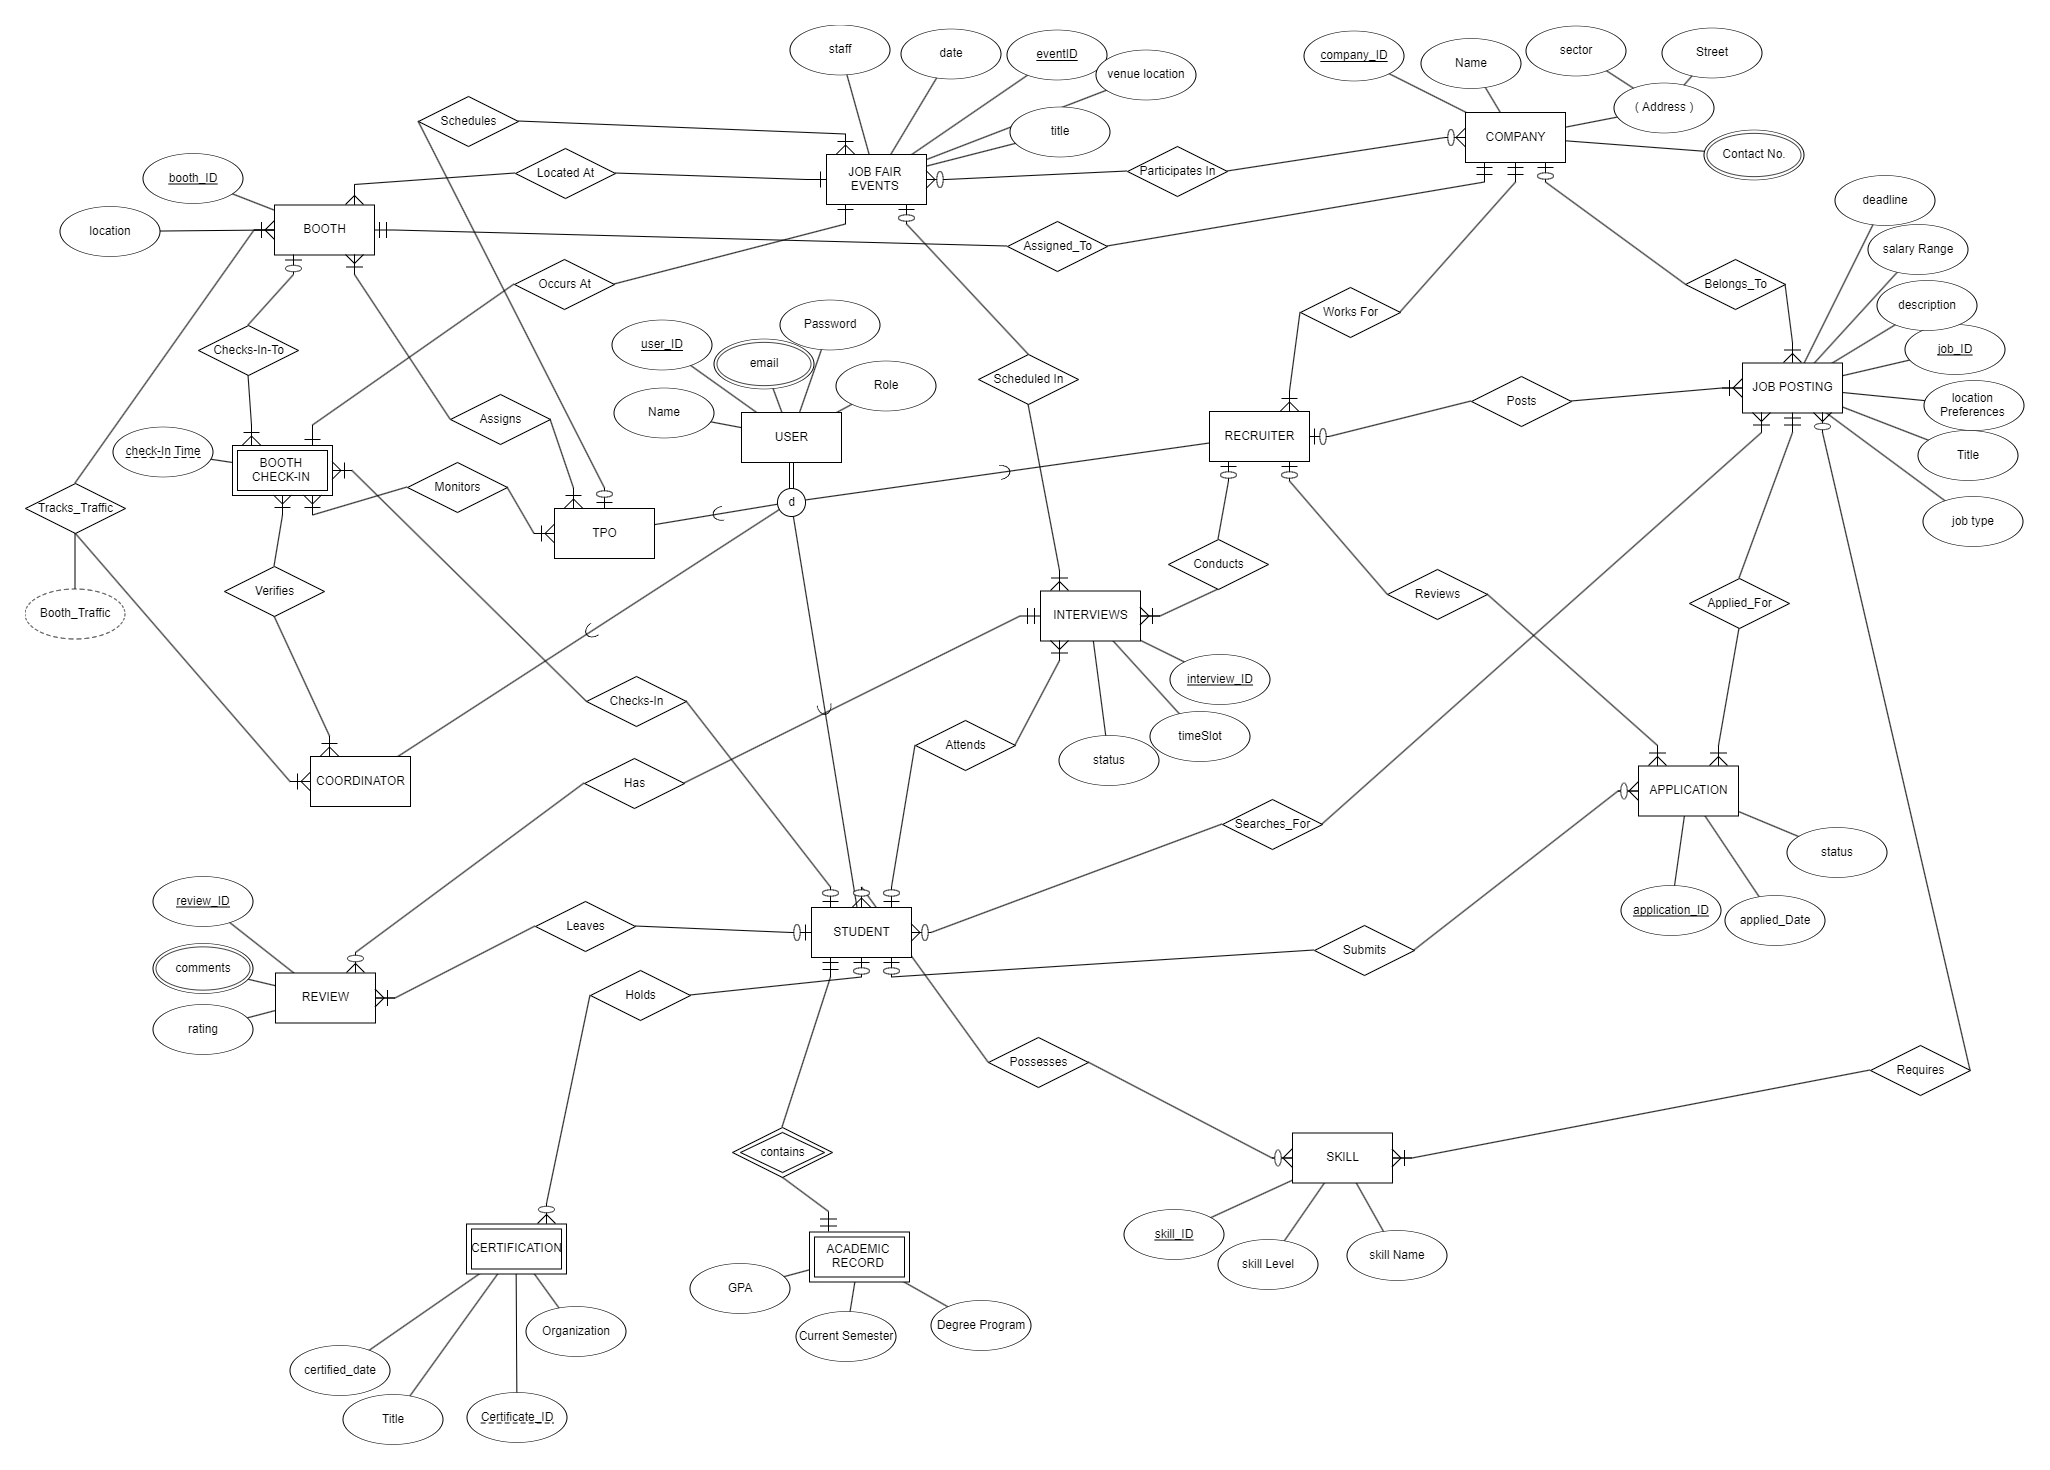 staff
date
eventID
venue location
title
company_ID
Name
sector
Street
( Address )
Contact No.
COMPANY
Schedules
Located At
JOB FAIR
EVENTS
Participates In
booth_ID
location
BOOTH
Assigned_To
deadline
salary Range
description
job_ID
location
Preferences
Title
job type
JOB POSTING
Belongs_To
Works For
Occurs At
Checks-In-To
user_ID
email
Password
Role
Name
USER
Scheduled In
Assigns
Posts
RECRUITER
check-In Time
BOOTH
CHECK-IN
Monitors
d
TPO
Tracks_Traffic
Booth_Traffic
Verifies
Conducts
Reviews
Applied_For
INTERVIEWS
interview_ID
timeSlot
status
Checks-In
Attends
Has
COORDINATOR
Searches_For
APPLICATION
status
application_ID
applied_Date
review_ID
comments
rating
REVIEW
Leaves
STUDENT
Submits
Holds
Possesses
Requires
contains
SKILL
skill_ID
skill Level
skill Name
CERTIFICATION
ACADEMIC
RECORD
GPA
Current Semester
Degree Program
Organization
certified_date
Title
Certificate_ID